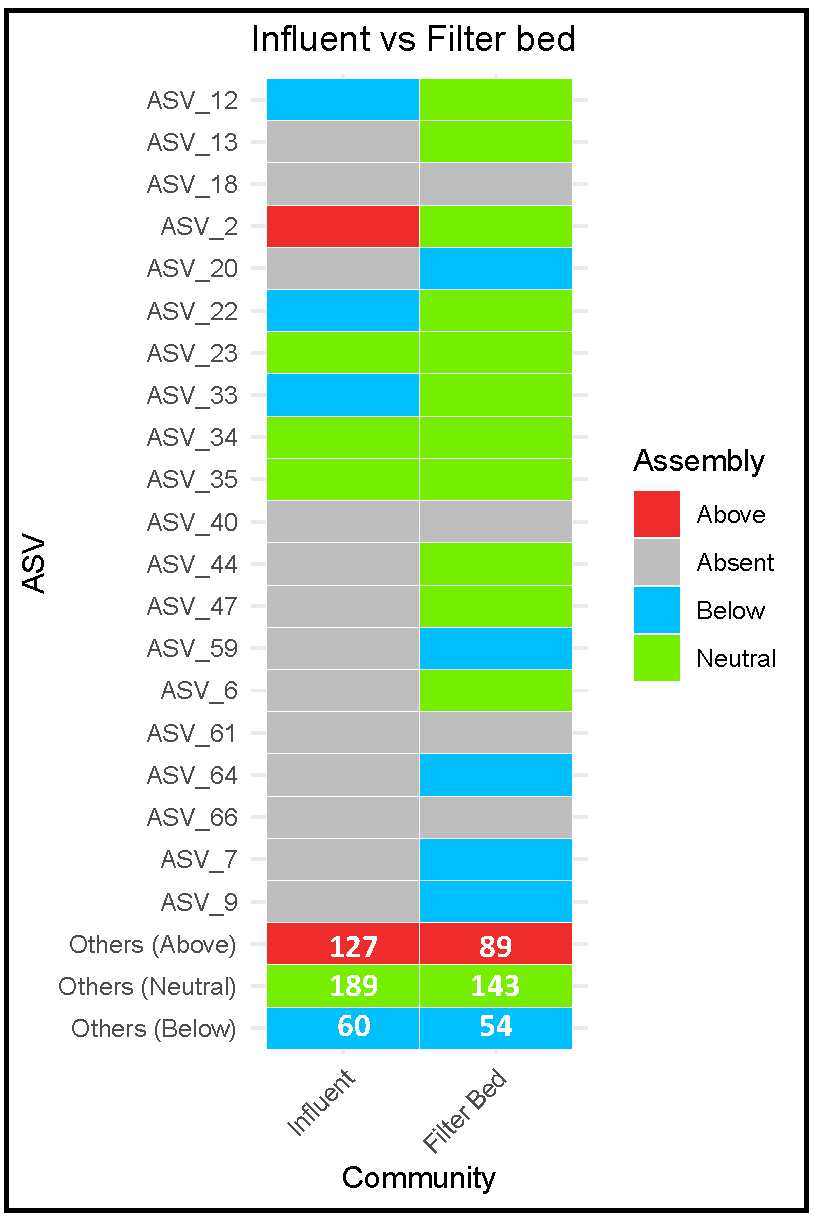 Influent vs Filter bed
ASV_12
ASV_13
ASV_18
ASV_2
ASV_20
ASV_22
ASV_23
ASV_33
ASV_34
ASV_35
ASV_40
ASV_44
ASV_47
ASV_59
ASV_6
ASV_61
ASV_64
ASV_66
ASV_7
ASV_9
Others (Above) 127 89
Others (Neutral) 189 143
Others (Below) 60 54
ASV
Influent
Filter Bed
Community
Assembly
Above
Absent
Below
Neutral